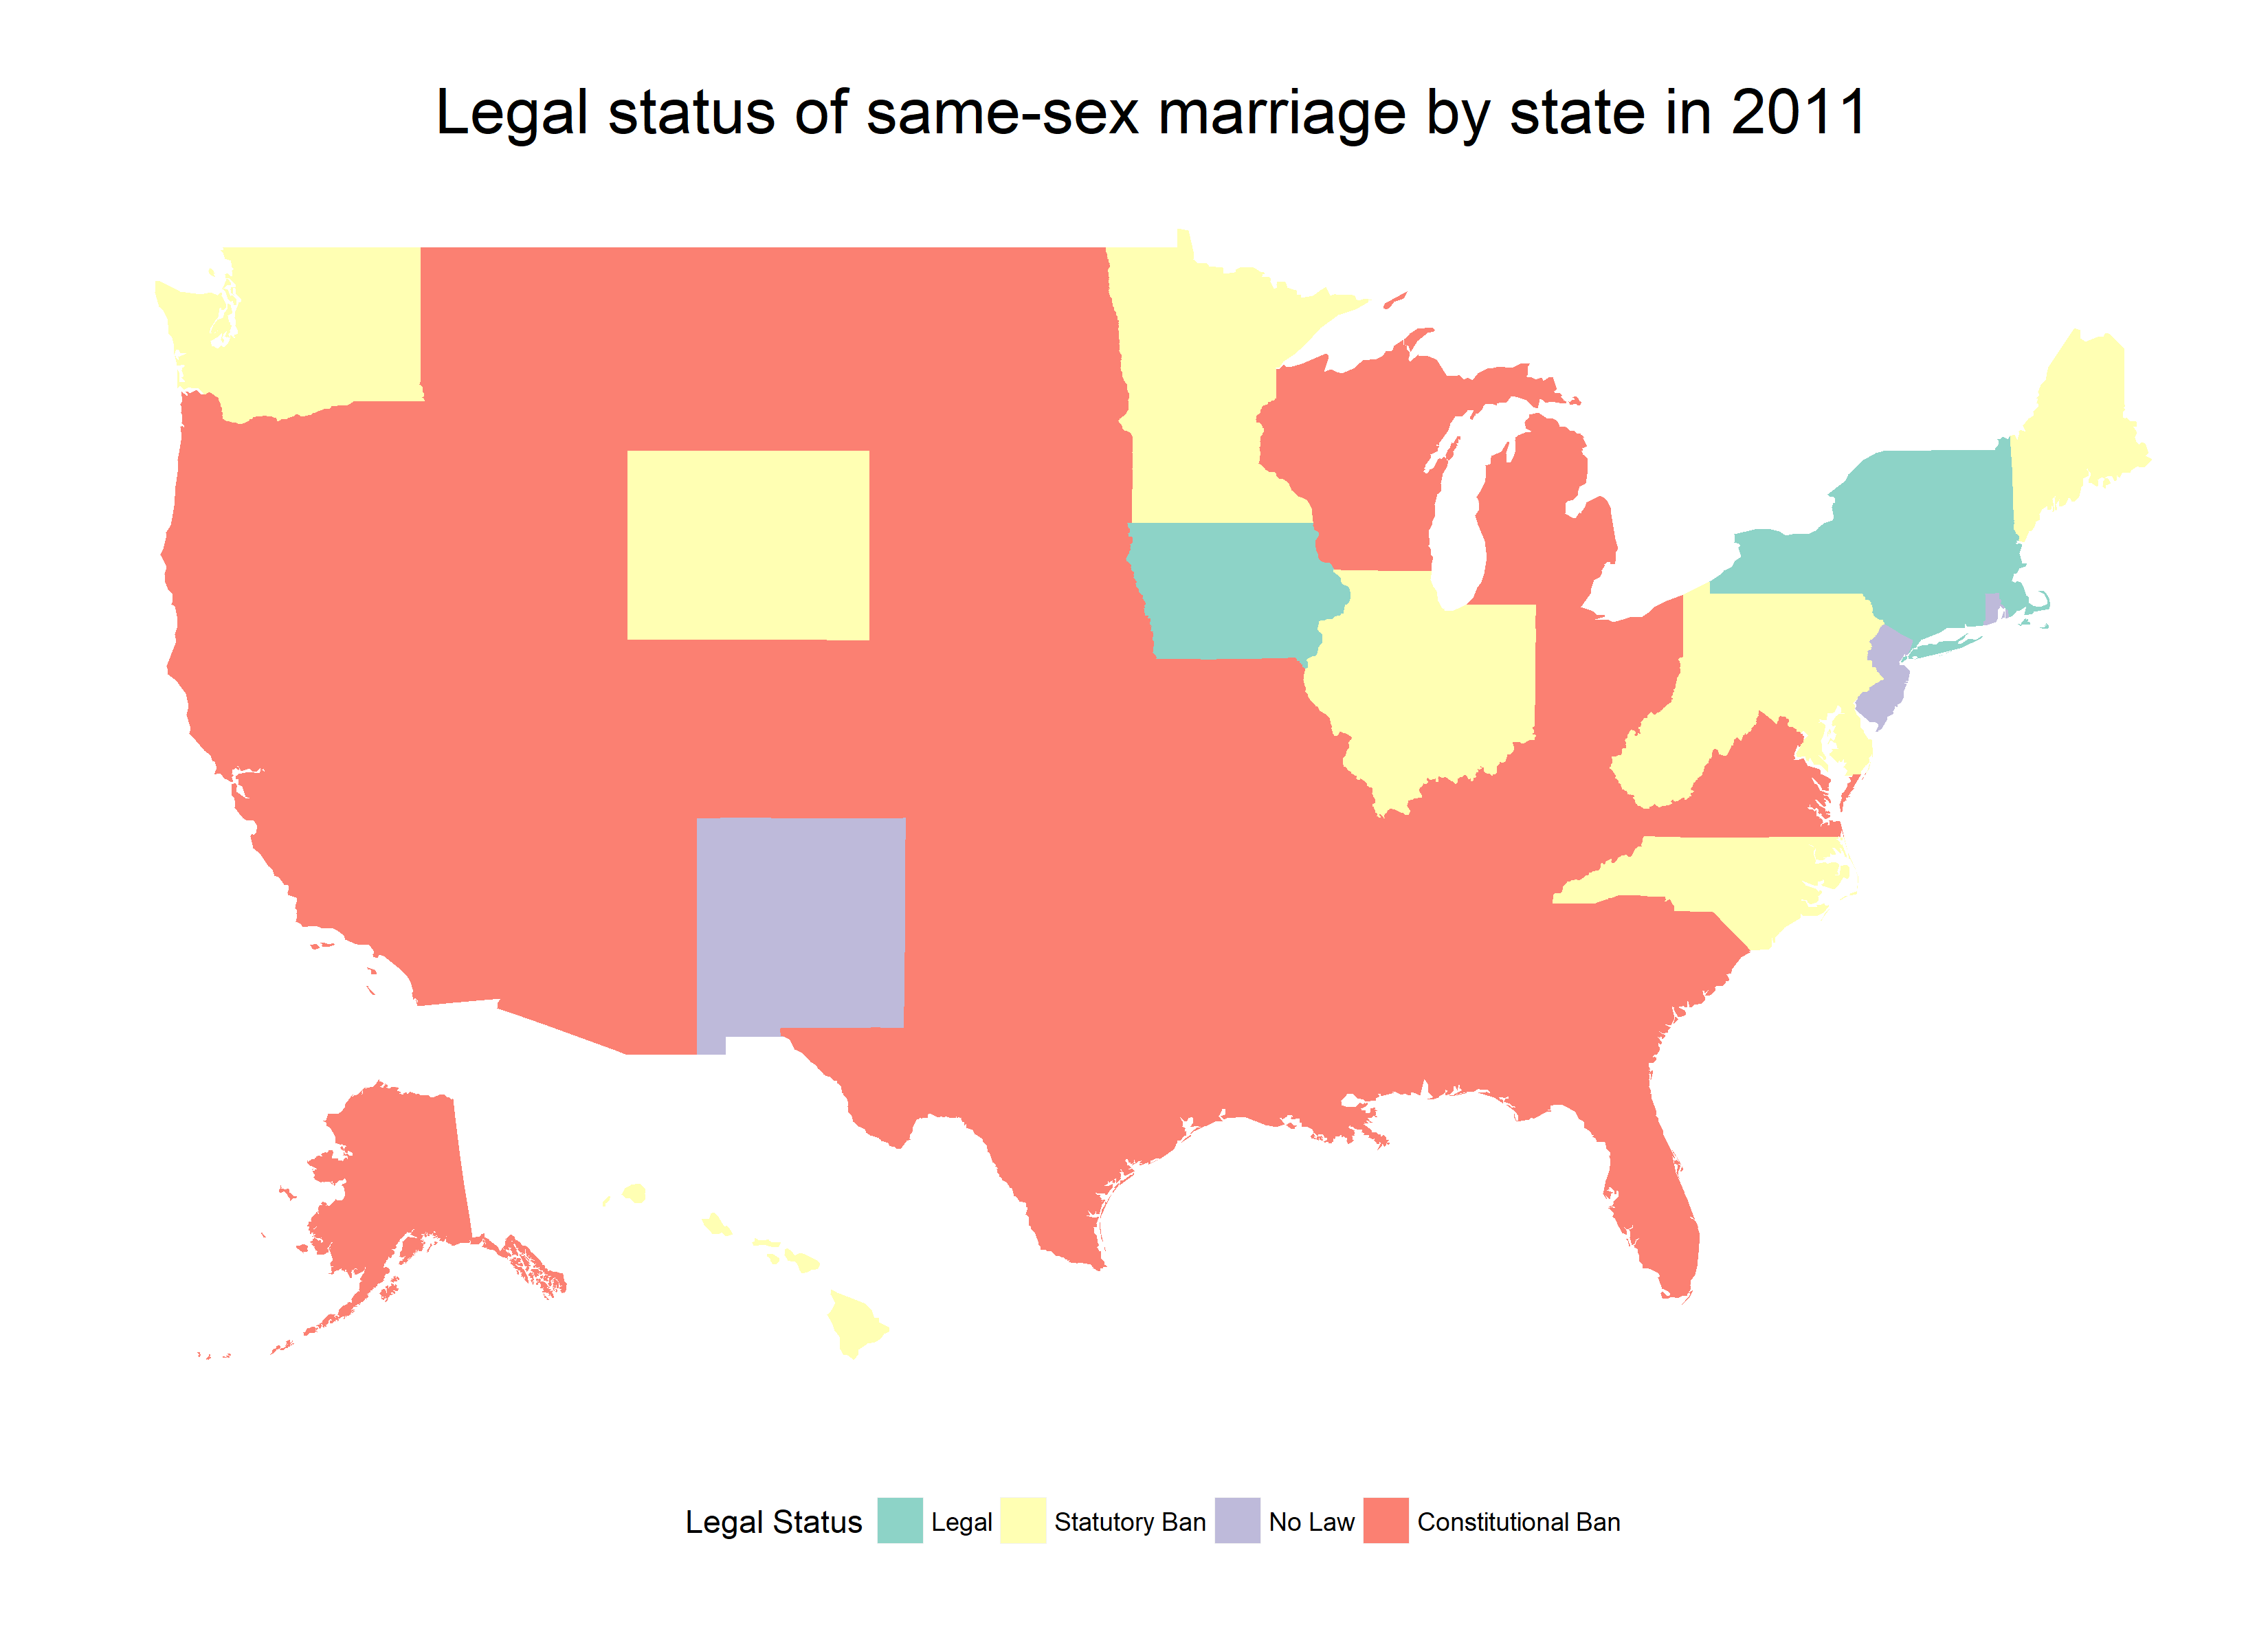 Legal status of same-sex marriage by state in 2011
Legal Status Legal Statutory Ban No Law Constitutional Ban